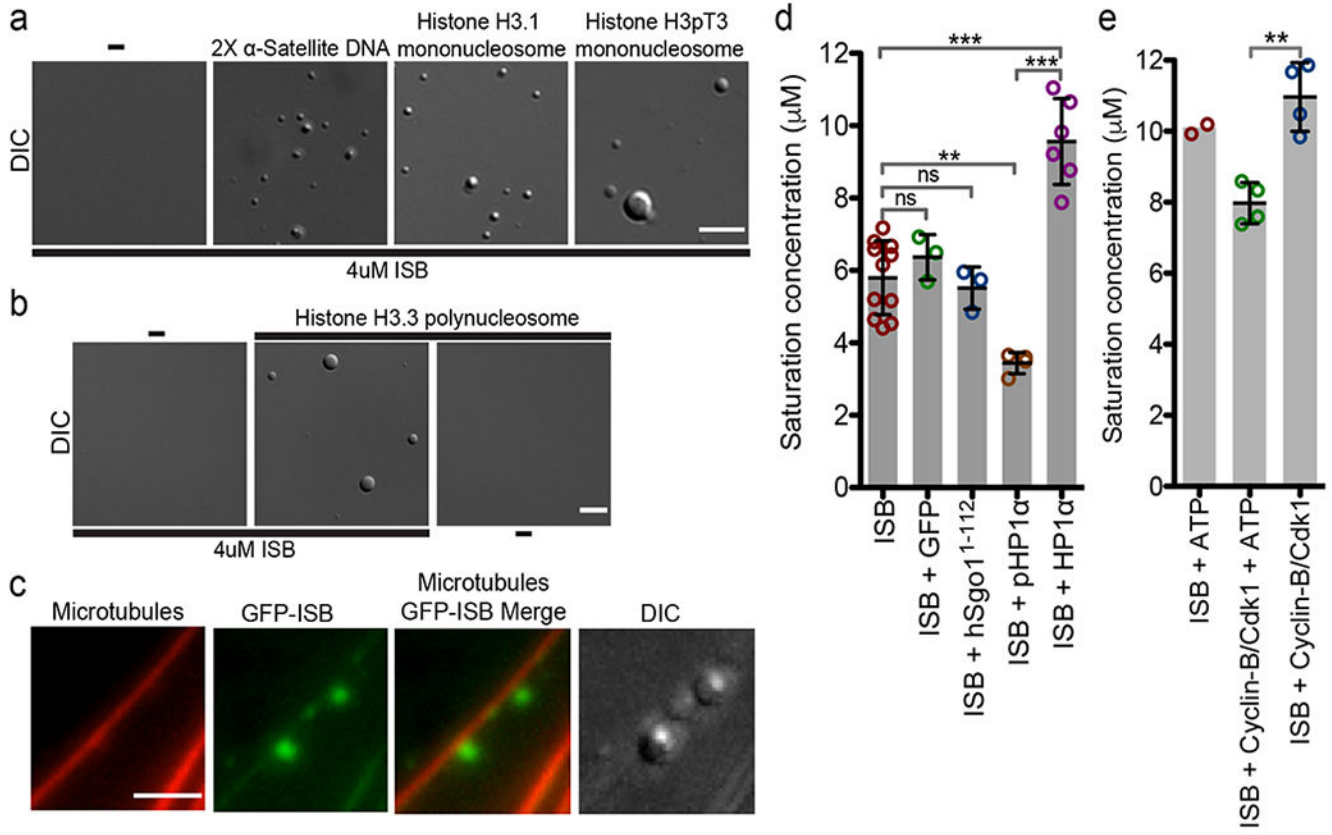 a
Histone H3.1
Histone H3pT3
–
2X α-Satellite DNA
mononucleosome
mononucleosome
DIC
4uM ISB
b
–
Histone H3.3 polynucleosome
DIC
4uM ISB
–
c
Microtubules
Microtubules
GFP-ISB
GFP-ISB Merge
DIC
d
Saturation concentration (μM)
12
10
8
6
4
2
0
***
***
**
ns
ns
ISB
ISB + GFP
ISB + hSgo1¹⁻¹¹²
ISB + pHP1α
ISB + HP1α
e
Saturation concentration (μM)
12
10
8
6
4
2
0
**
ISB + ATP
ISB + Cyclin-B/Cdk1 + ATP
ISB + Cyclin-B/Cdk1